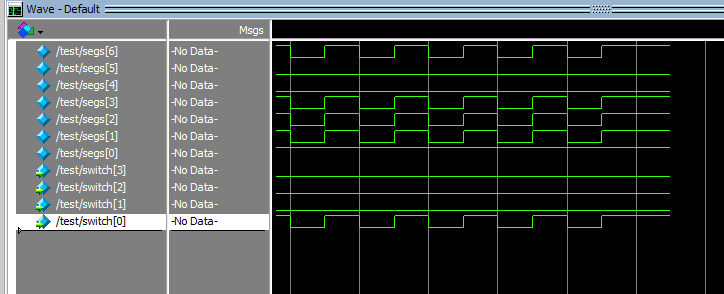 Wave - Default
Msgs
/test/segs[6] -No Data-
/test/segs[5] -No Data-
/test/segs[4] -No Data-
/test/segs[3] -No Data-
/test/segs[2] -No Data-
/test/segs[1] -No Data-
/test/segs[0] -No Data-
/test/switch[3] -No Data-
/test/switch[2] -No Data-
/test/switch[1] -No Data-
/test/switch[0] -No Data-